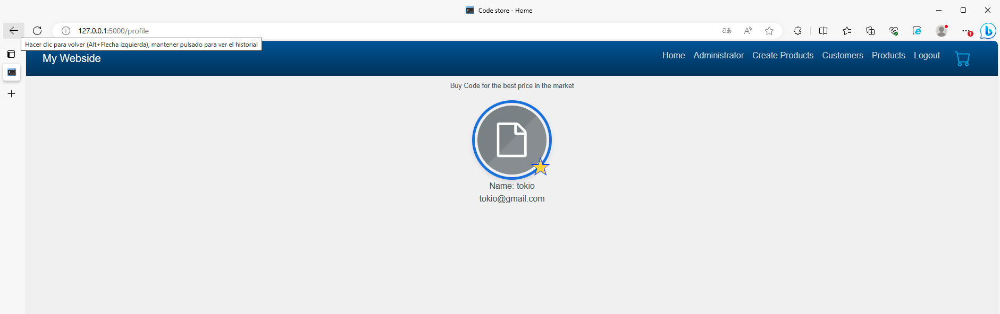 Code store - Home
127.0.0.1:5000/profile
aあ
A
Hacer clic para volver (Alt+Flecha izquierda), mantener pulsado para ver el historial
My Webside
Home Administrator Create Products Customers Products Logout
Buy Code for the best price in the market
Name: tokio
tokio@gmail.com